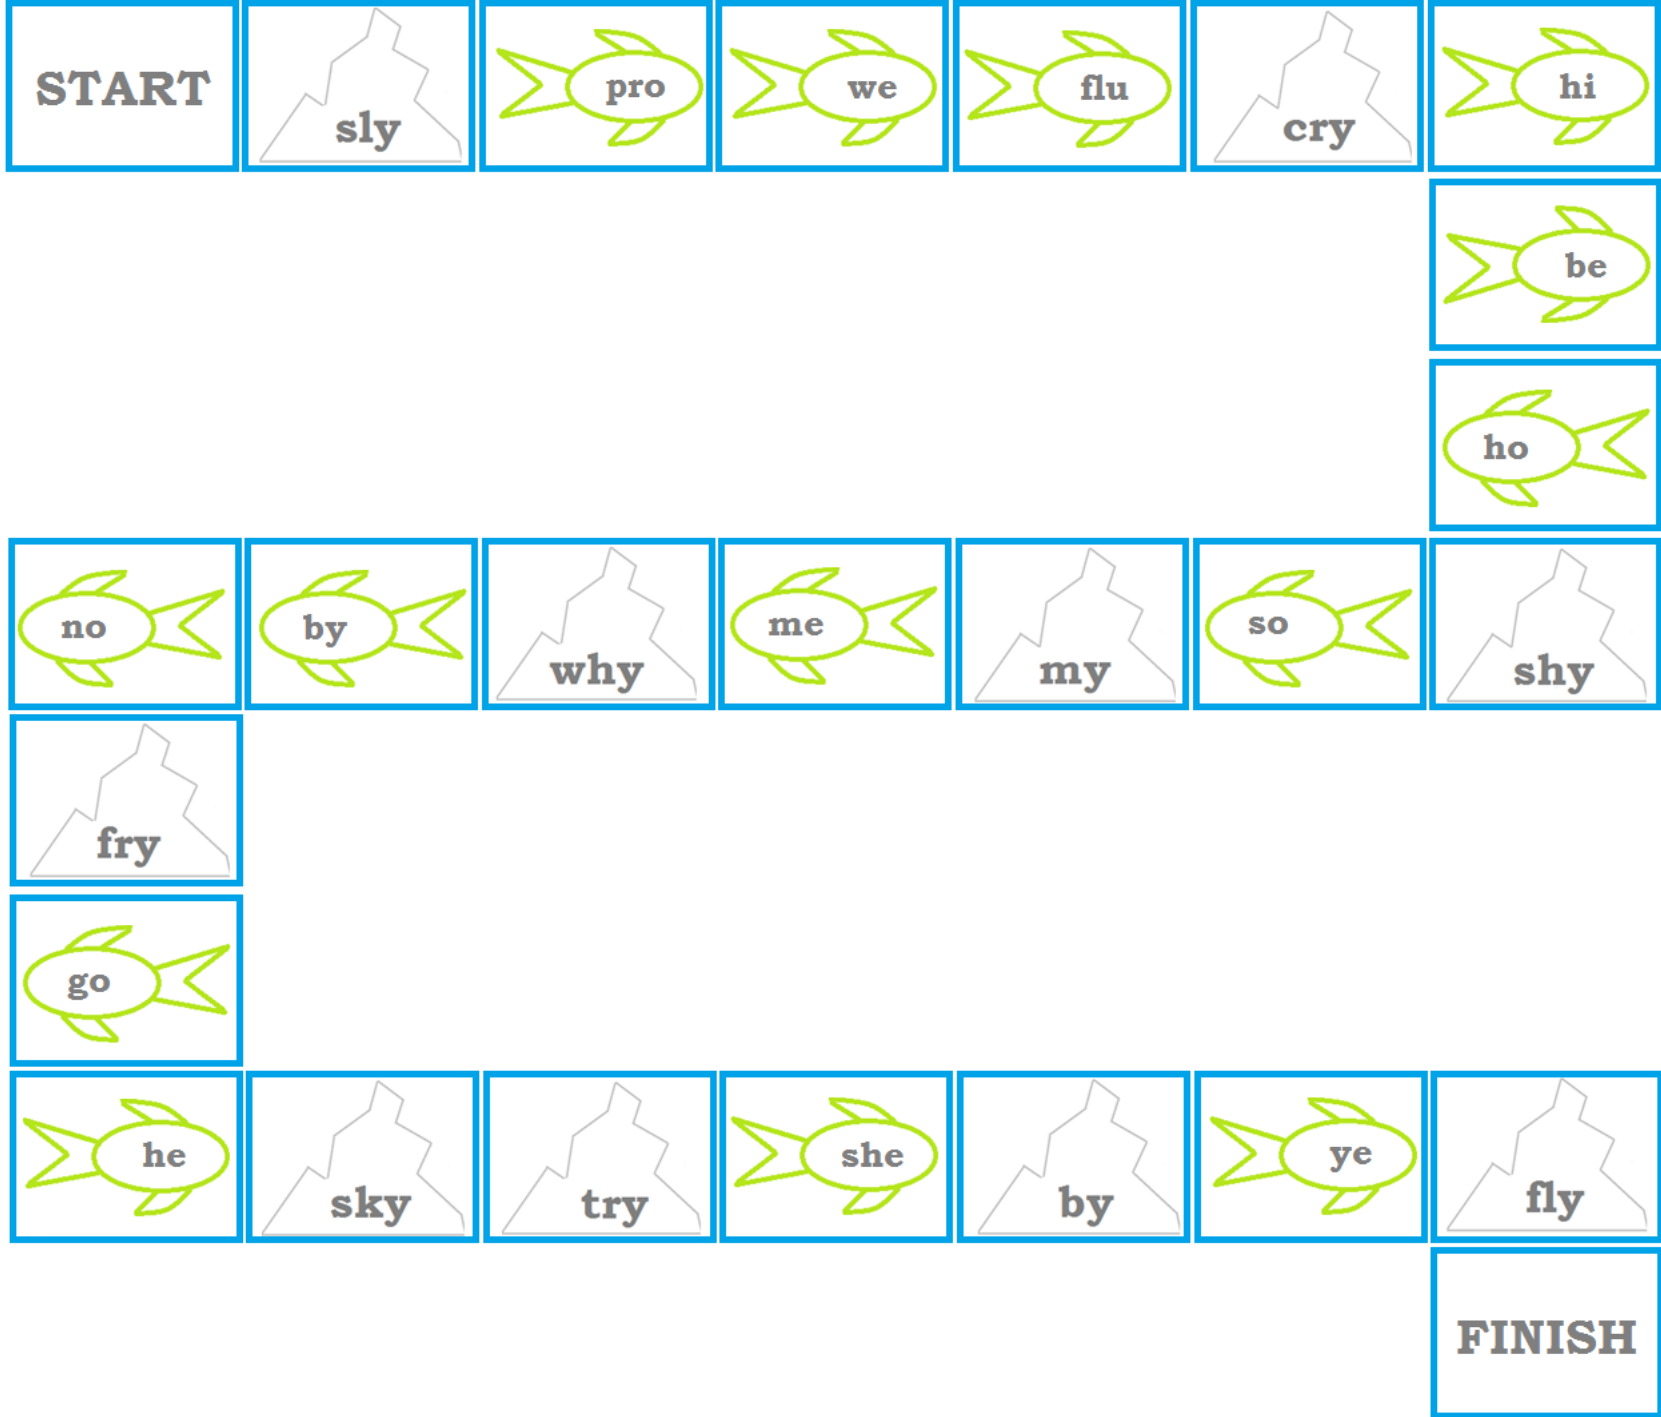 START sly pro we flu cry hi
be
ho
no by why me my so shy
fry
go
he sky try she by ye fly
FINISH